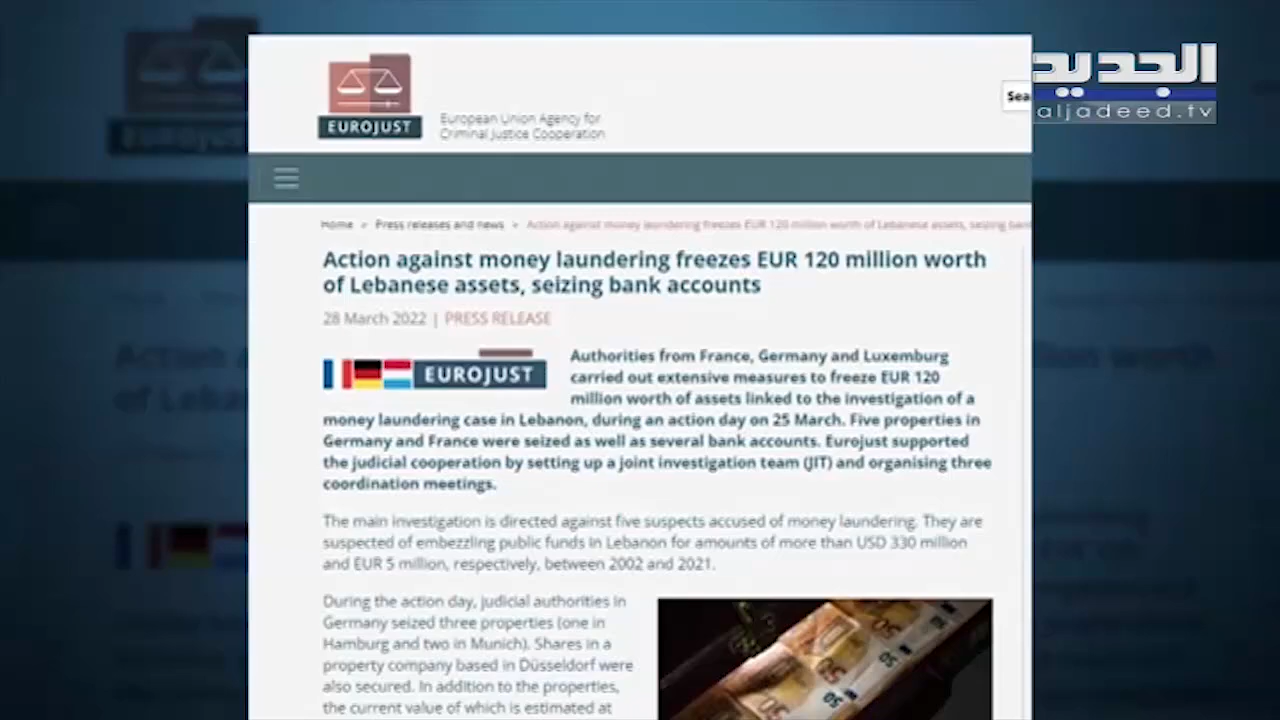 الجديد
aljadeed.tv
EUROJUST
European Union Agency for
Criminal Justice Cooperation
Home > Press releases and news > Action against money laundering freezes EUR 120 million worth of Lebanese assets, seizing
Action against money laundering freezes EUR 120 million worth
of Lebanese assets, seizing bank accounts
28 March 2022 | PRESS RELEASE
EUROJUST
Authorities from France, Germany and Luxemburg
carried out extensive measures to freeze EUR 120
million worth of assets linked to the investigation of a
money laundering case in Lebanon, during an action day on 25 March. Five properties in
Germany and France were seized as well as several bank accounts. Eurojust supported
the judicial cooperation by setting up a joint investigation team (JIT) and organising three
coordination meetings.
The main investigation is directed against five suspects accused of money laundering. They are
suspected of embezzling public funds in Lebanon for amounts of more than USD 330 million
and EUR 5 million, respectively, between 2002 and 2021.
During the action day, judicial authorities in
Germany seized three properties (one in
Hamburg and two in Munich). Shares in a
property company based in Düsseldorf were
also secured. In addition to the properties,
the current value of which is estimated at
50
50
50